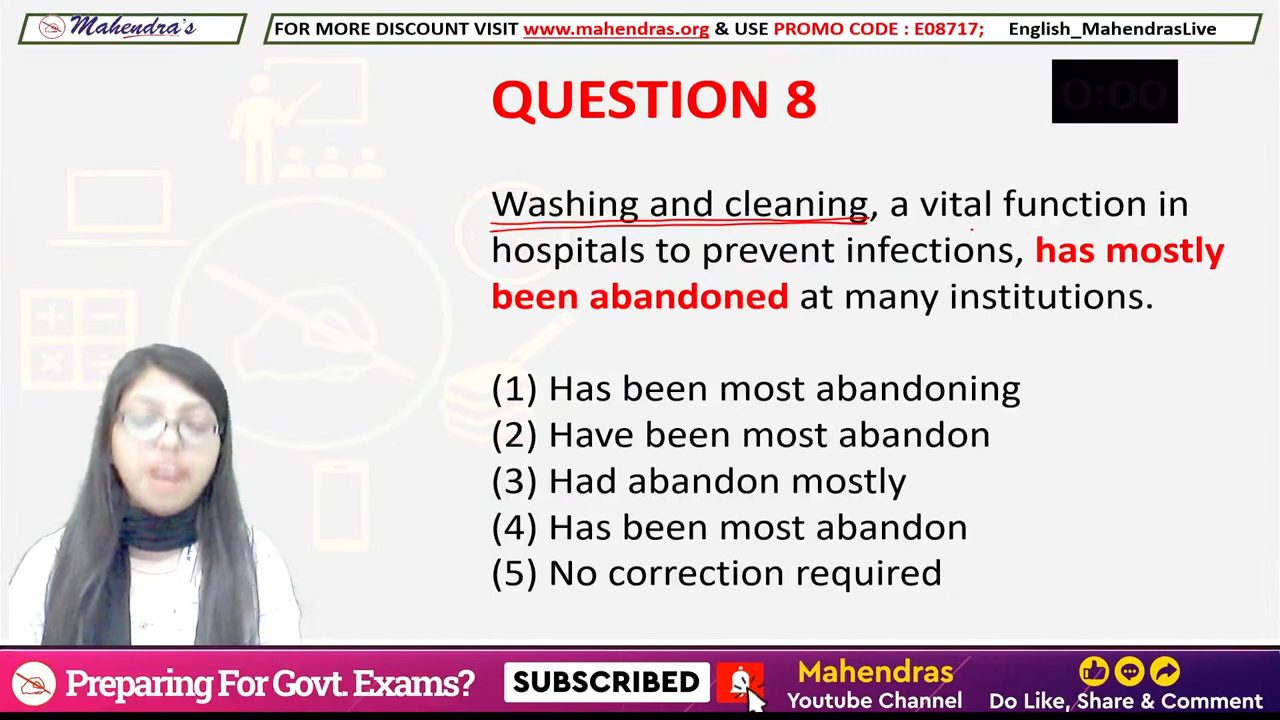 Mahendra's
FOR MORE DISCOUNT VISIT www.mahendras.org & USE PROMO CODE : E08717; English_MahendrasLive
QUESTION 8
0:00
Washing and cleaning, a vital function in
hospitals to prevent infections, has mostly
been abandoned at many institutions.
(1) Has been most abandoning
(2) Have been most abandon
(3) Had abandon mostly
(4) Has been most abandon
(5) No correction required
Preparing For Govt. Exams?
SUBSCRIBED
Mahendras
Youtube Channel
Do Like, Share & Comment